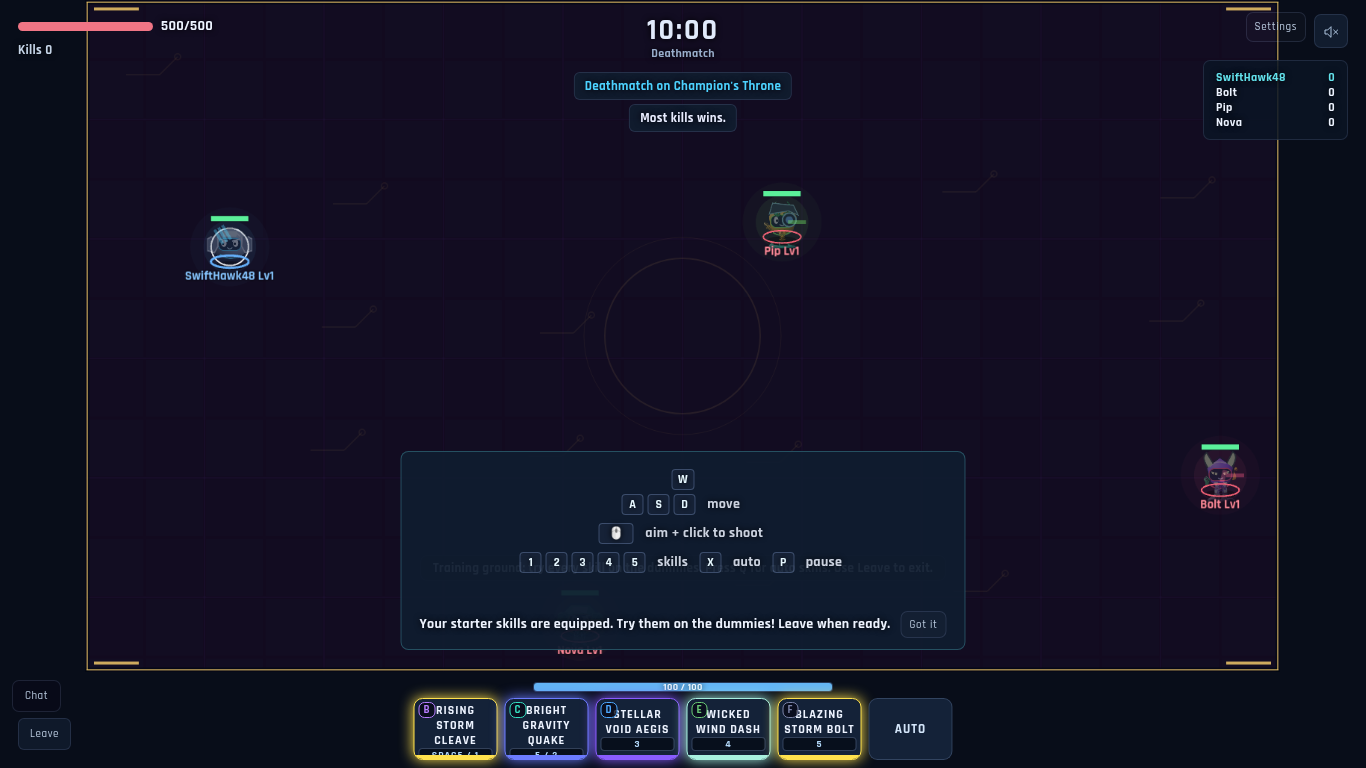 500/500
Kills 0
10:00
Deathmatch
Settings
Deathmatch on Champion's Throne
Most kills wins.
SwiftHawk48 0
Bolt 0
Pip 0
Nova 0
Pip Lv1
SwiftHawk48 Lv1
Bolt Lv1
W
A S D move
aim + click to shoot
1 2 3 4 5 skills X auto P pause
Your starter skills are equipped. Try them on the dummies! Leave when ready. Got it
Nova Lv1
100 / 100
Chat
Leave
B RISING STORM CLEAVE
SPACE / 1
C BRIGHT GRAVITY QUAKE
D STELLAR VOID AEGIS
3
E WICKED WIND DASH
4
F BLAZING STORM BOLT
5
AUTO